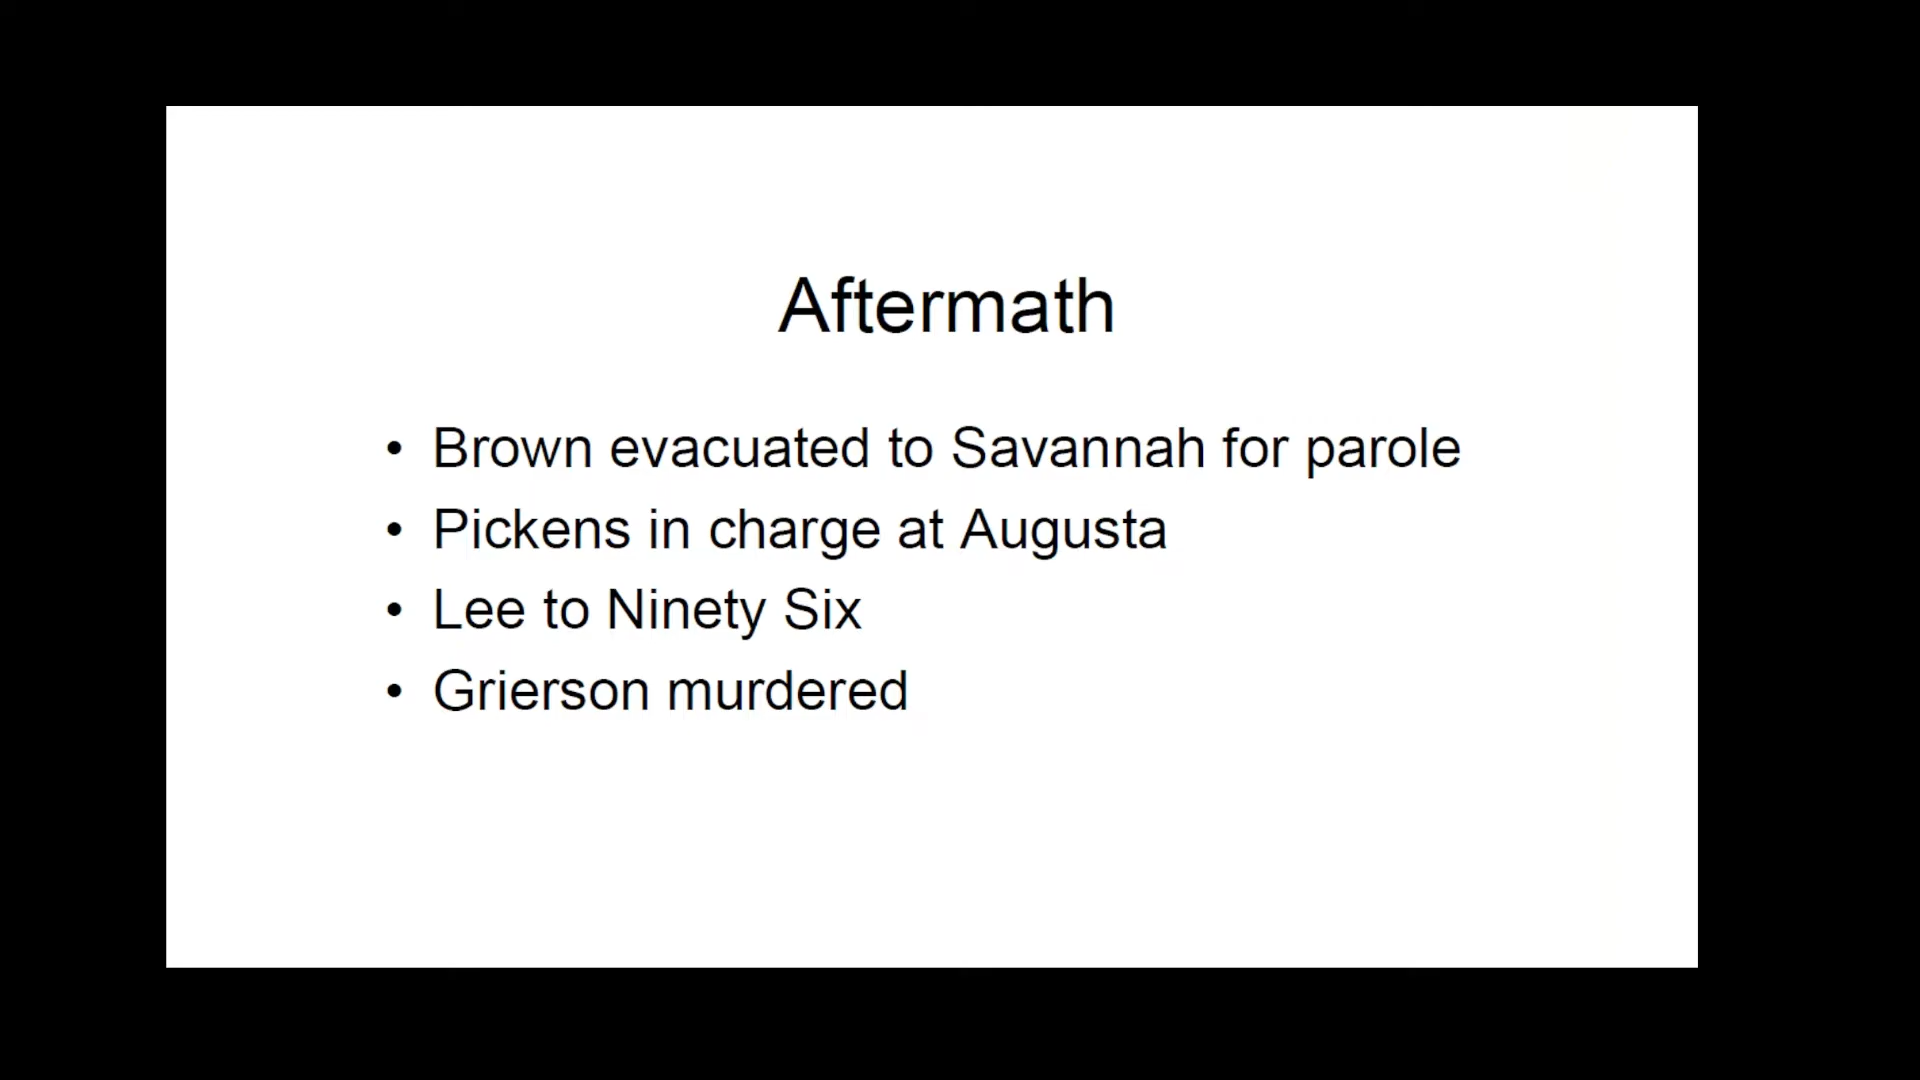 Aftermath
• Brown evacuated to Savannah for parole
• Pickens in charge at Augusta
• Lee to Ninety Six
• Grierson murdered